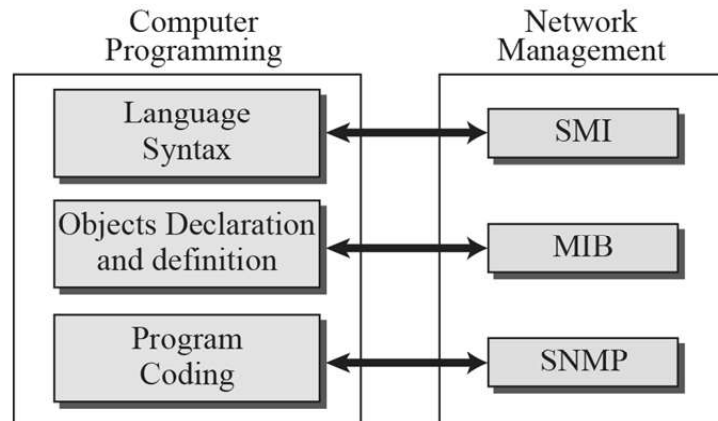 Computer
Programming
Network
Management
Language
Syntax
SMI
Objects Declaration
and definition
MIB
Program
Coding
SNMP